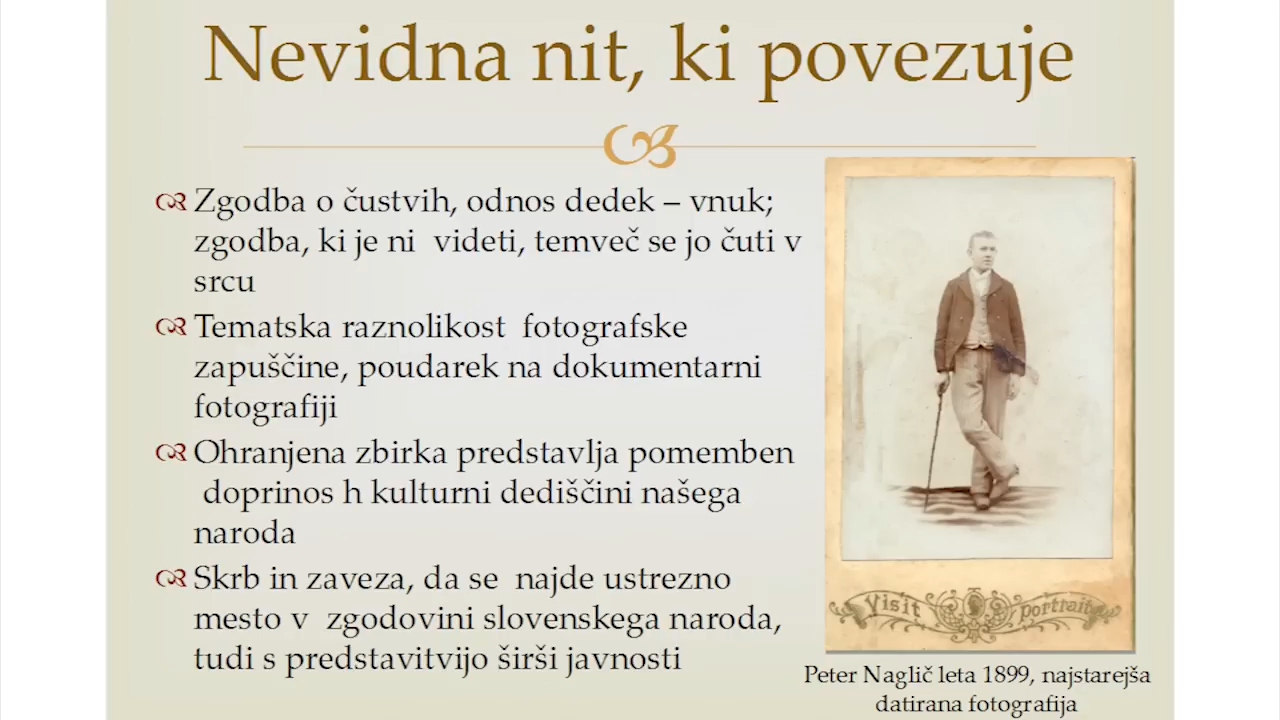 Nevidna nit, ki povezuje
Zgodba o čustvih, odnos dedek – vnuk;
zgodba, ki je ni videti, temveč se jo čuti v
srcu
Tematska raznolikost fotografske
zapuščine, poudarek na dokumentarni
fotografiji
Ohranjena zbirka predstavlja pomemben
doprinos h kulturni dediščini našega
naroda
Skrb in zaveza, da se najde ustrezno
mesto v zgodovini slovenskega naroda,
tudi s predstavitvijo širši javnosti
Visit portrait
Peter Naglič leta 1899, najstarejša
datirana fotografija